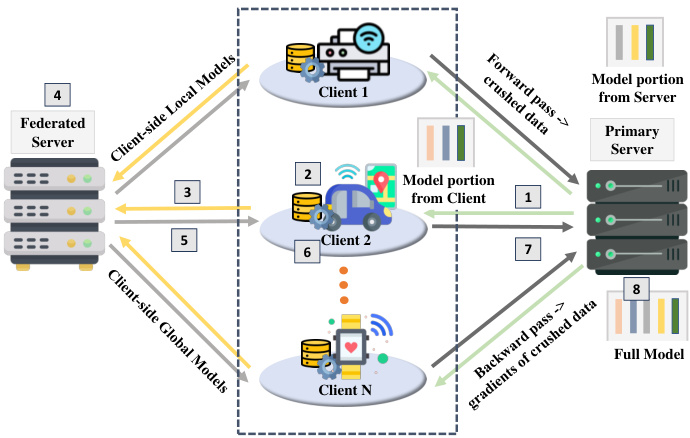 4
Federated
Server
Client-side Local Models
Client 1
Forward pass ->
crushed data
Model portion
from Server
Primary
Server
2
Model portion
from Client
3
1
5
Client 2
6
7
8
Client-side Global Models
Client N
Backward pass ->
gradients of crushed data
Full Model